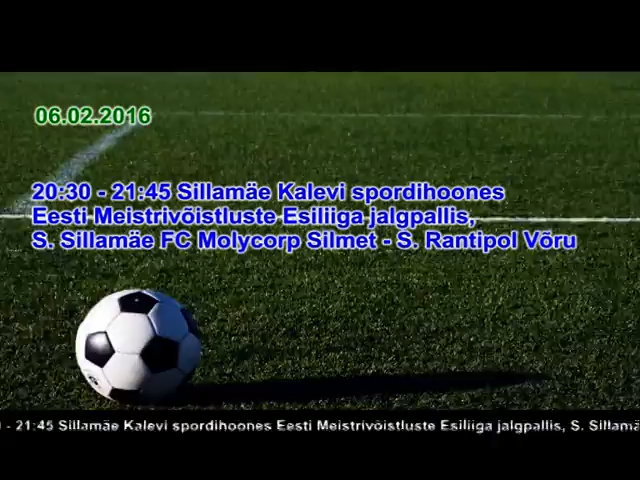 06.02.2016
20:30 - 21:45 Sillamäe Kalevi spordihoones
Eesti Meistrivõistluste Esiliiga jalgpallis,
S. Sillamäe FC Molycorp Silmet - S. Rantipol Võru
- 21:45 Sillamäe Kalevi spordihoones Eesti Meistrivõistluste Esiliiga jalgpallis, S. Sillamä